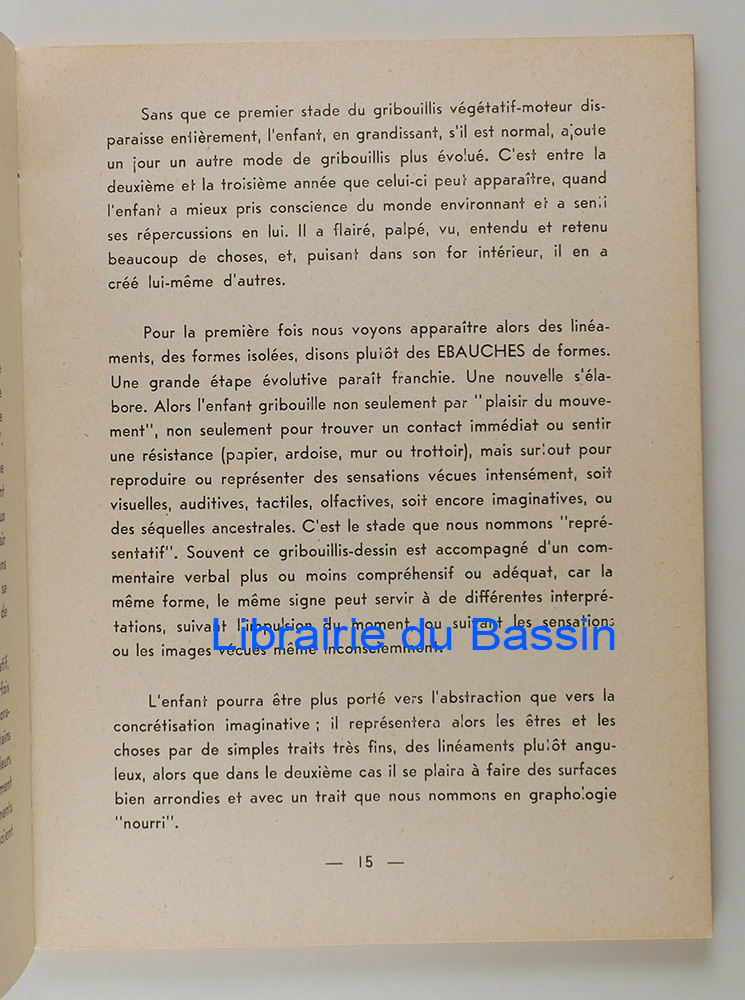 Sans que ce premier stade du gribouillis végétatif-moteur dis-
paraisse entièrement, l'enfant, en grandissant, s'il est normal, ajoute
un jour un autre mode de gribouillis plus évolué. C'est entre la
deuxième et la troisième année que celui-ci peut apparaître, quand
l'enfant a mieux pris conscience du monde environnant et a senti
ses répercussions en lui. Il a flairé, palpé, vu, entendu et retenu
beaucoup de choses, et, puisant dans son for intérieur, il en a
créé lui-même d'autres.
Pour la première fois nous voyons apparaître alors des linéa-
ments, des formes isolées, disons plutôt des EBAUCHES de formes.
Une grande étape évolutive paraît franchie. Une nouvelle s'éla-
bore. Alors l'enfant gribouille non seulement par "plaisir du mouve-
ment", non seulement pour trouver un contact immédiat ou sentir
une résistance (papier, ardoise, mur ou trottoir), mais surtout pour
reproduire ou représenter des sensations vécues intensément, soit
visuelles, auditives, tactiles, olfactives, soit encore imaginatives, ou
des séquelles ancestrales. C'est le stade que nous nommons "repré-
sentatif". Souvent ce gribouillis-dessin est accompagné d'un com-
mentaire verbal plus ou moins compréhensif ou adéquat, car la
même forme, le même signe peut servir à de différentes interpré-
tations, suivant l'impulsion du moment, ou suivant les sensations
ou les images vécues même inconsciemment.
Librairie du Bassin
L'enfant pourra être plus porté vers l'abstraction que vers la
concrétisation imaginative ; il représentera alors les êtres et les
choses par de simples traits très fins, des linéaments plutôt angu-
leux, alors que dans le deuxième cas il se plaira à faire des surfaces
bien arrondies et avec un trait que nous nommons en graphologie
"nourri".
— 15 —